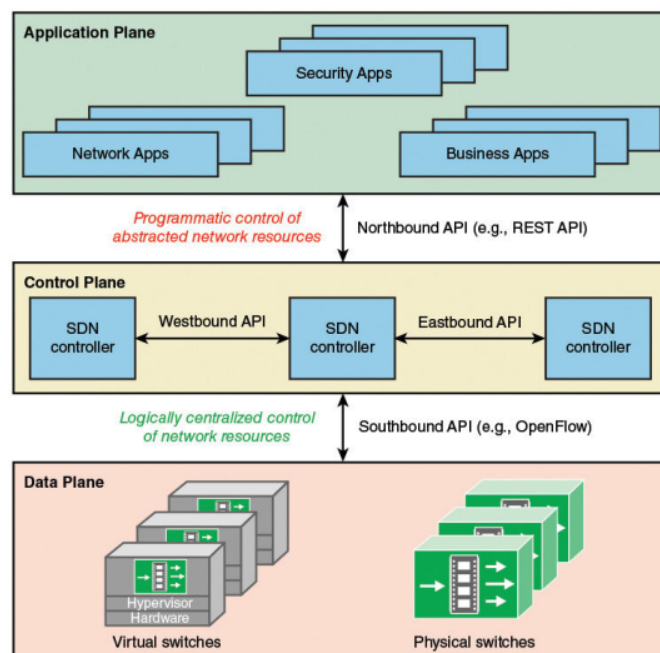 Application Plane
Security Apps
Network Apps
Business Apps
Programmatic control of
abstracted network resources
Northbound API (e.g., REST API)
Control Plane
SDN
controller
Westbound API
SDN
controller
Eastbound API
SDN
controller
Logically centralized control
of network resources
Southbound API (e.g., OpenFlow)
Data Plane
Hypervisor
Hardware
Virtual switches
Physical switches